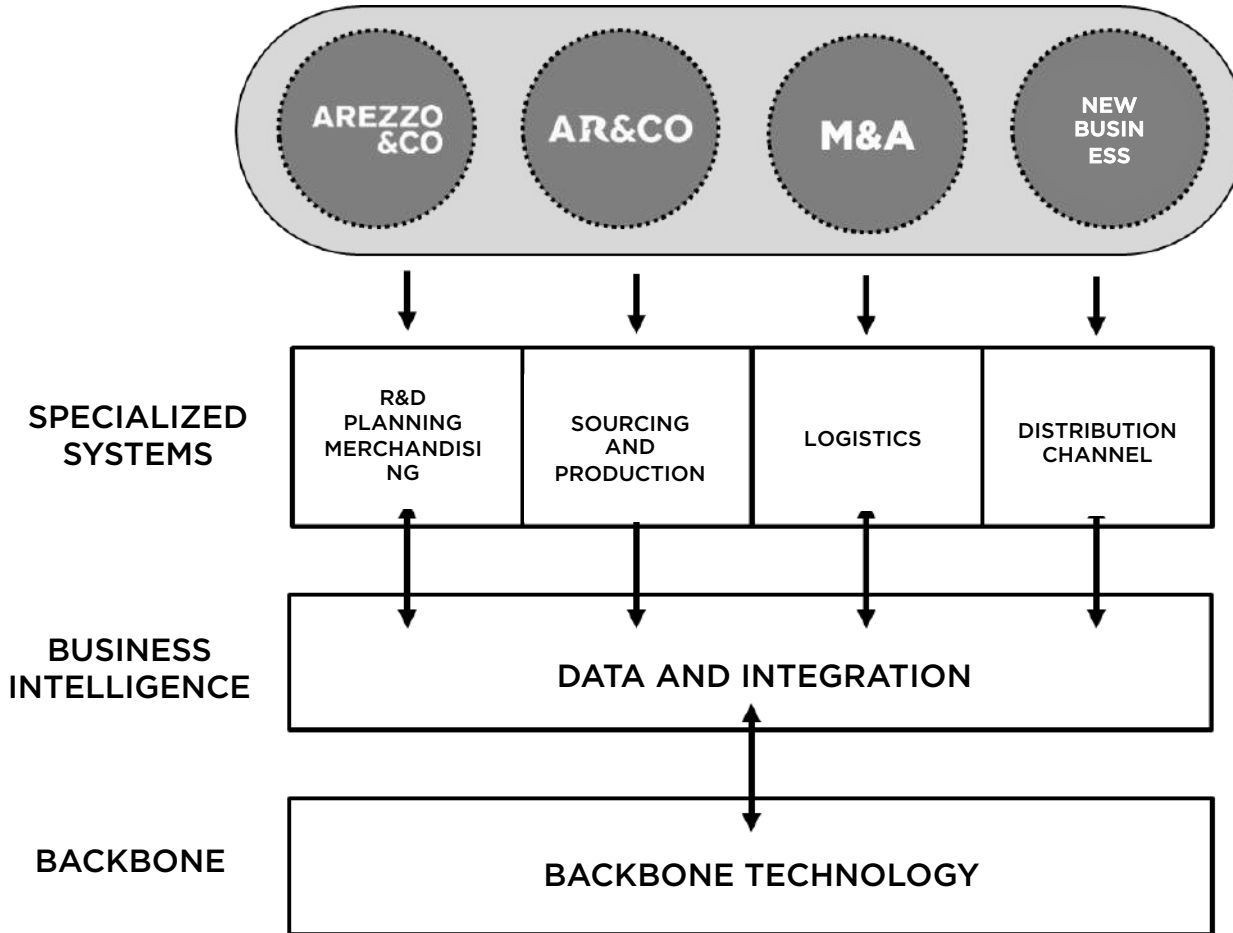 AREZZO
&CO
AR&CO
M&A
NEW
BUSIN
ESS
SPECIALIZED
SYSTEMS
R&D
PLANNING
MERCHANDISI
NG
SOURCING
AND
PRODUCTION
LOGISTICS
DISTRIBUTION
CHANNEL
BUSINESS
INTELLIGENCE
DATA AND INTEGRATION
BACKBONE
BACKBONE TECHNOLOGY